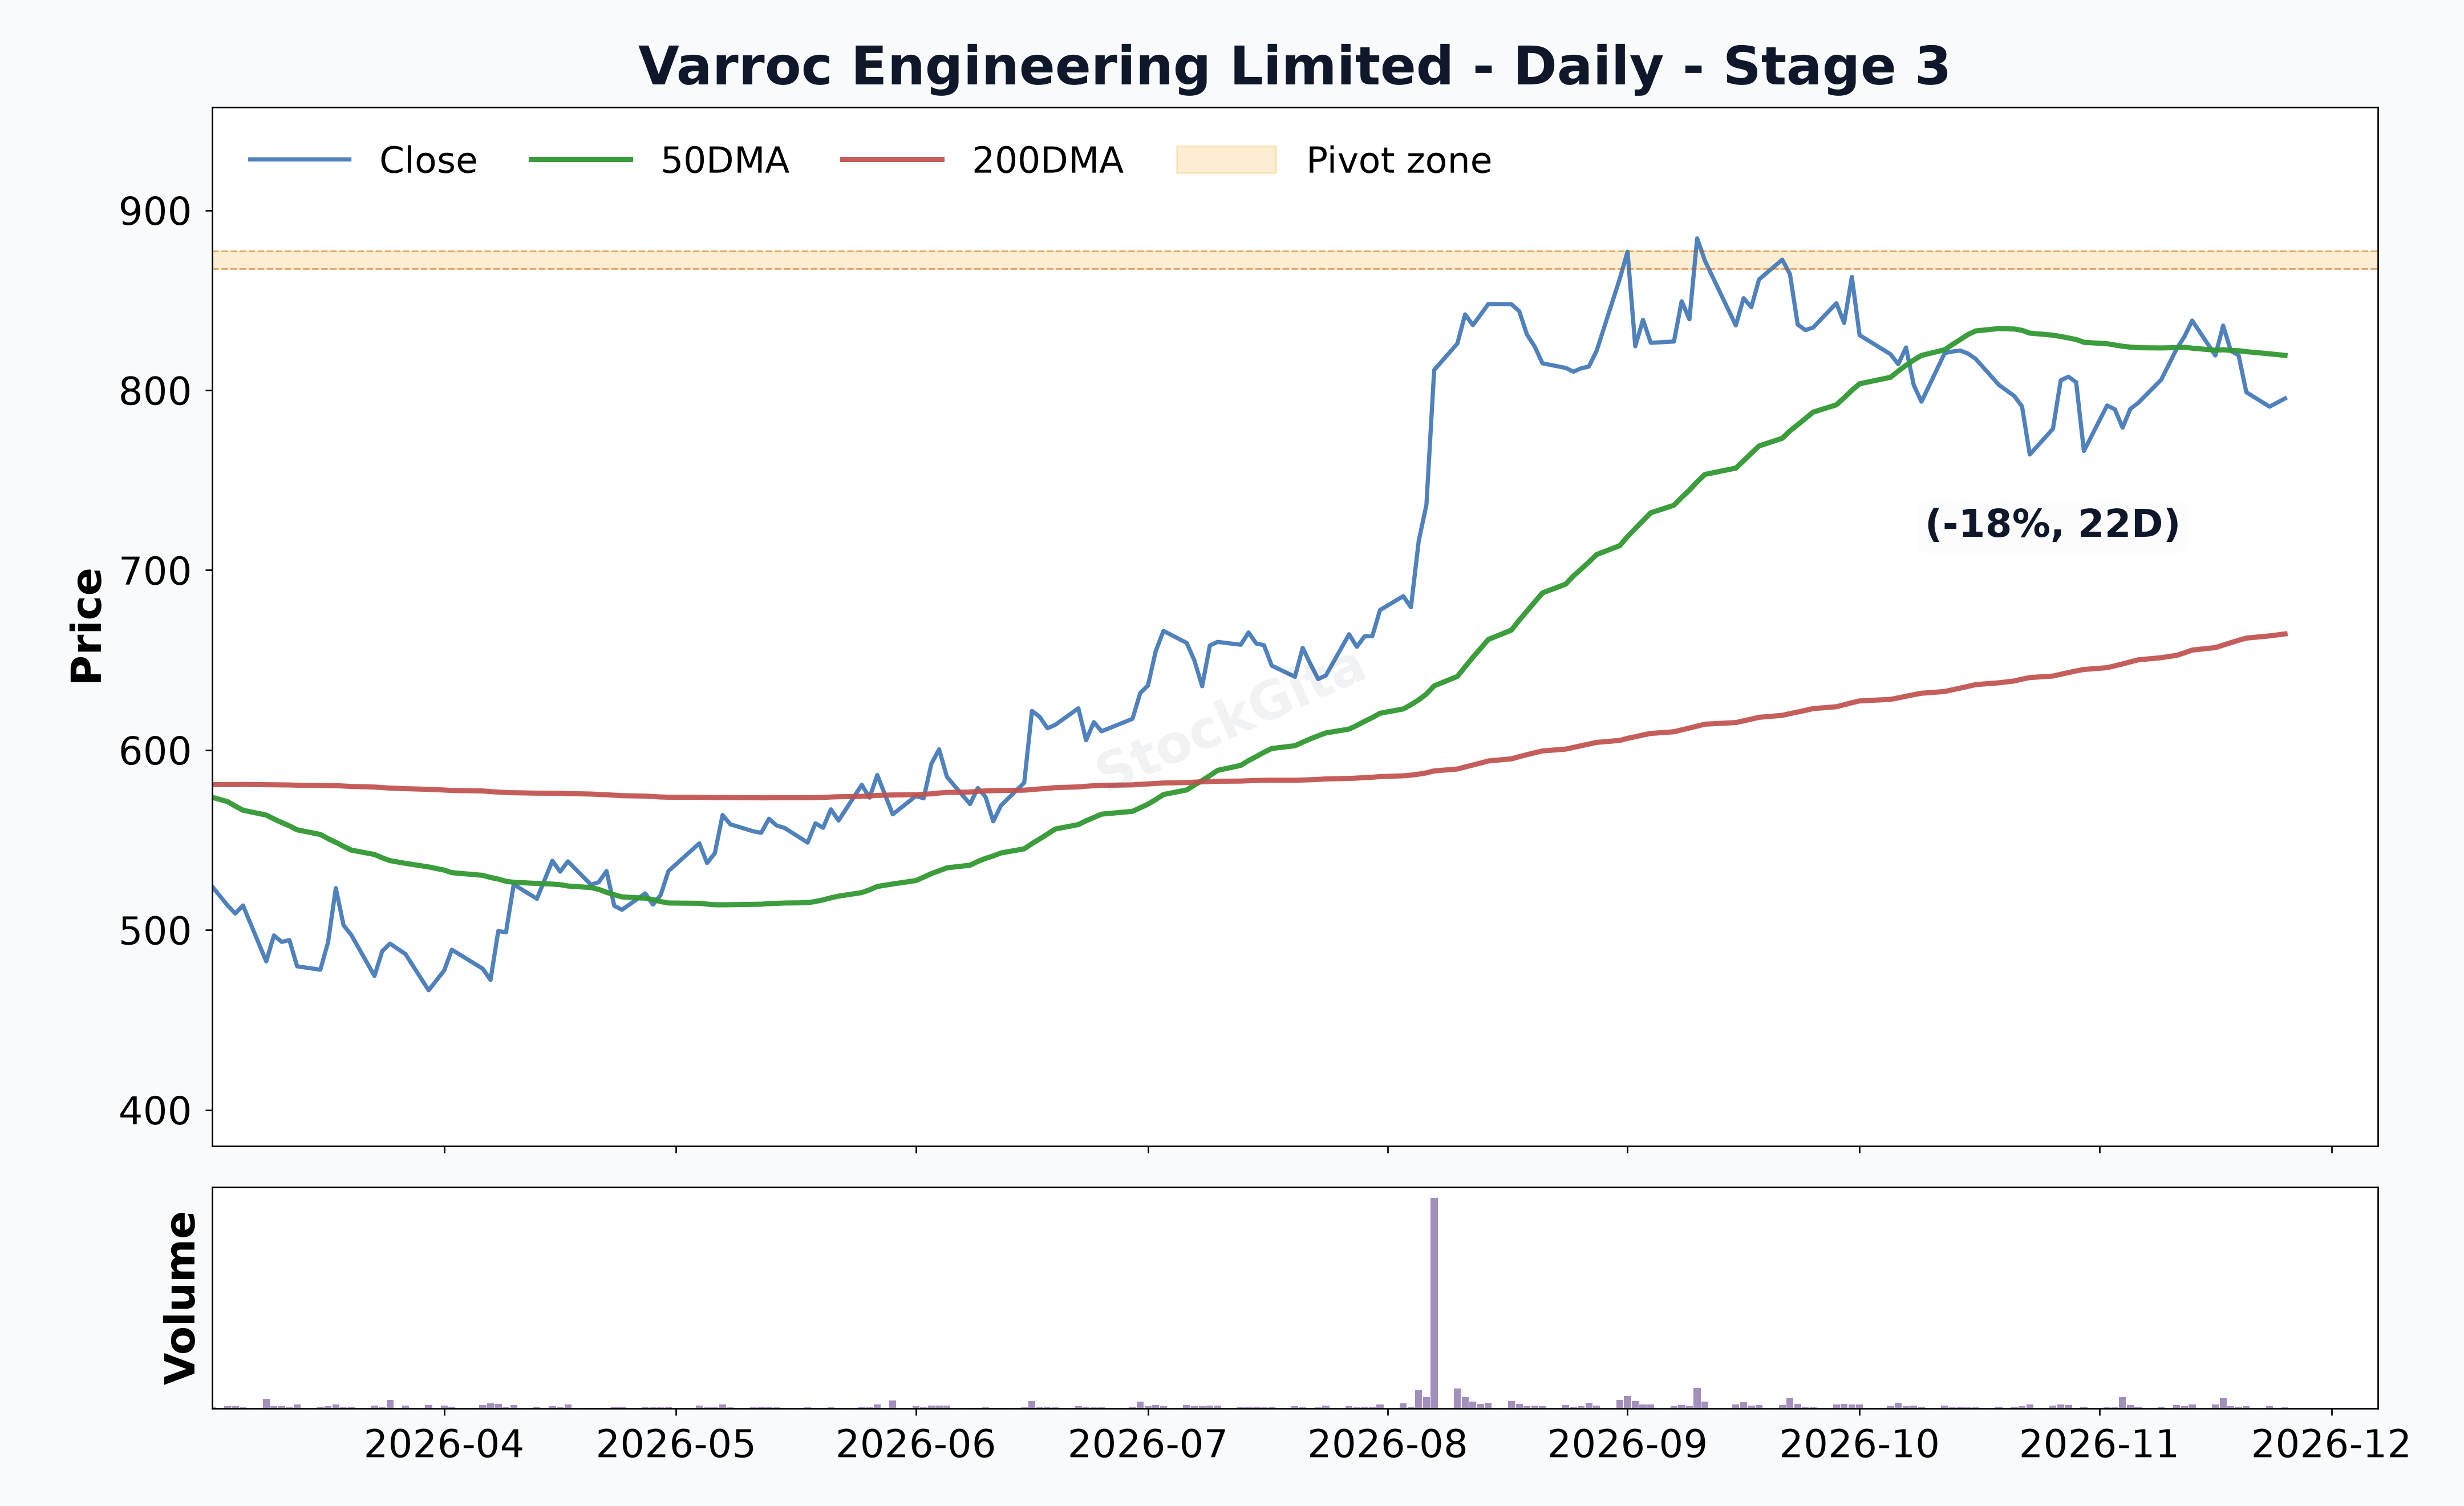 Varroc Engineering Limited - Daily - Stage 3
Close 50DMA 200DMA Pivot zone
900
800
700
600
500
400
Price
(-18%, 22D)
StockGita
Volume
2026-04 2026-05 2026-06 2026-07 2026-08 2026-09 2026-10 2026-11 2026-12